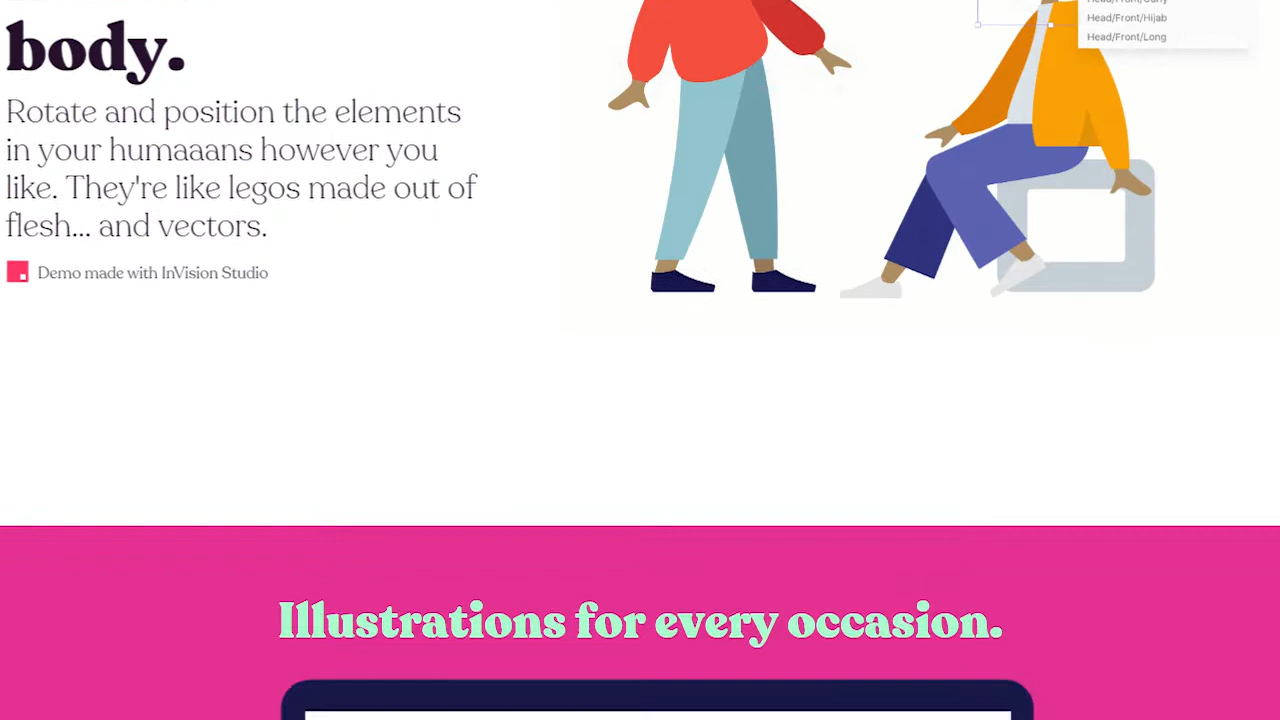 body.
Rotate and position the elements
in your humaaans however you
like. They're like legos made out of
flesh... and vectors.
Demo made with InVision Studio
Head/Front/Hijab
Head/Front/Long
Illustrations for every occasion.